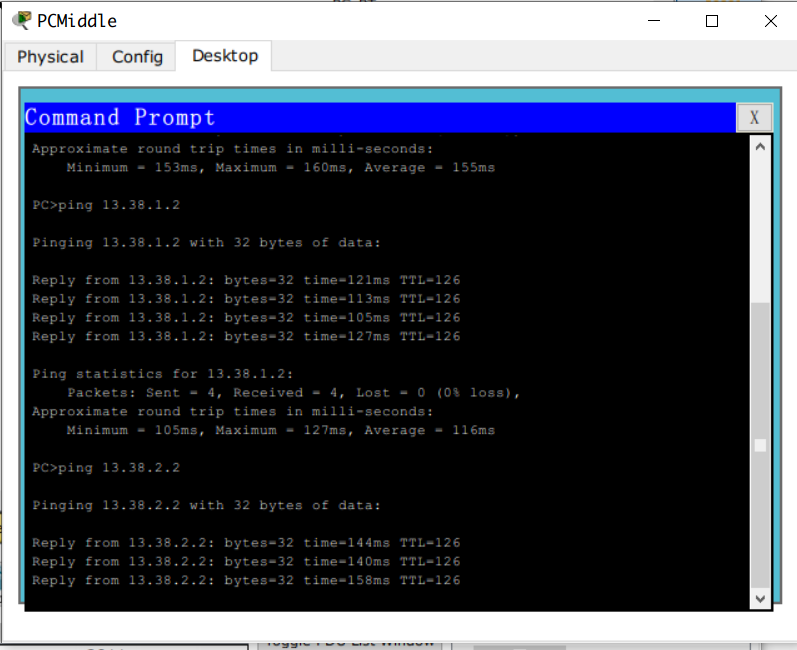 PCMiddle
Physical Config Desktop
Command Prompt
X
Approximate round trip times in milli-seconds:
Minimum = 153ms, Maximum = 160ms, Average = 155ms
PC>ping 13.38.1.2
Pinging 13.38.1.2 with 32 bytes of data:
Reply from 13.38.1.2: bytes=32 time=121ms TTL=126
Reply from 13.38.1.2: bytes=32 time=113ms TTL=126
Reply from 13.38.1.2: bytes=32 time=105ms TTL=126
Reply from 13.38.1.2: bytes=32 time=127ms TTL=126
Ping statistics for 13.38.1.2:
Packets: Sent = 4, Received = 4, Lost = 0 (0% loss),
Approximate round trip times in milli-seconds:
Minimum = 105ms, Maximum = 127ms, Average = 116ms
PC>ping 13.38.2.2
Pinging 13.38.2.2 with 32 bytes of data:
Reply from 13.38.2.2: bytes=32 time=144ms TTL=126
Reply from 13.38.2.2: bytes=32 time=140ms TTL=126
Reply from 13.38.2.2: bytes=32 time=158ms TTL=126
Toggle PDU List Window